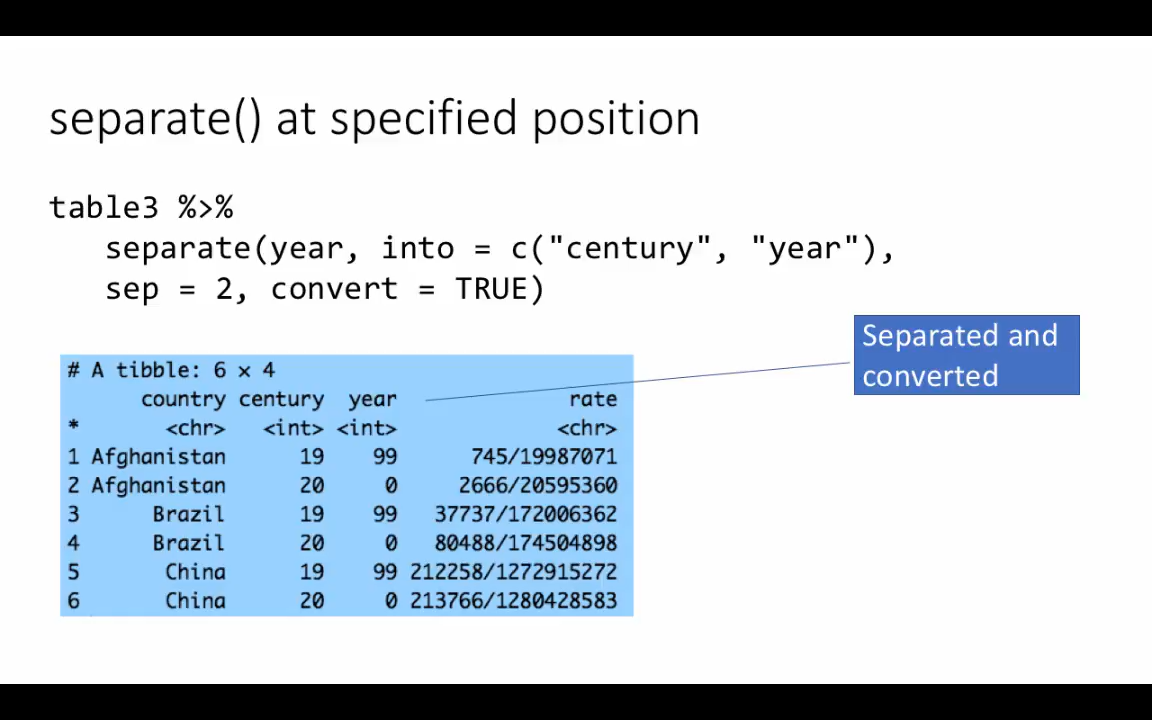 separate() at specified position
table3 %>%
separate(year, into = c("century", "year"),
sep = 2, convert = TRUE)
Separated and
converted
# A tibble: 6 × 4
country century year rate
* <chr> <int> <int> <chr>
1 Afghanistan 19 99 745/19987071
2 Afghanistan 20 0 2666/20595360
3 Brazil 19 99 37737/172006362
4 Brazil 20 0 80488/174504898
5 China 19 99 212258/1272915272
6 China 20 0 213766/1280428583